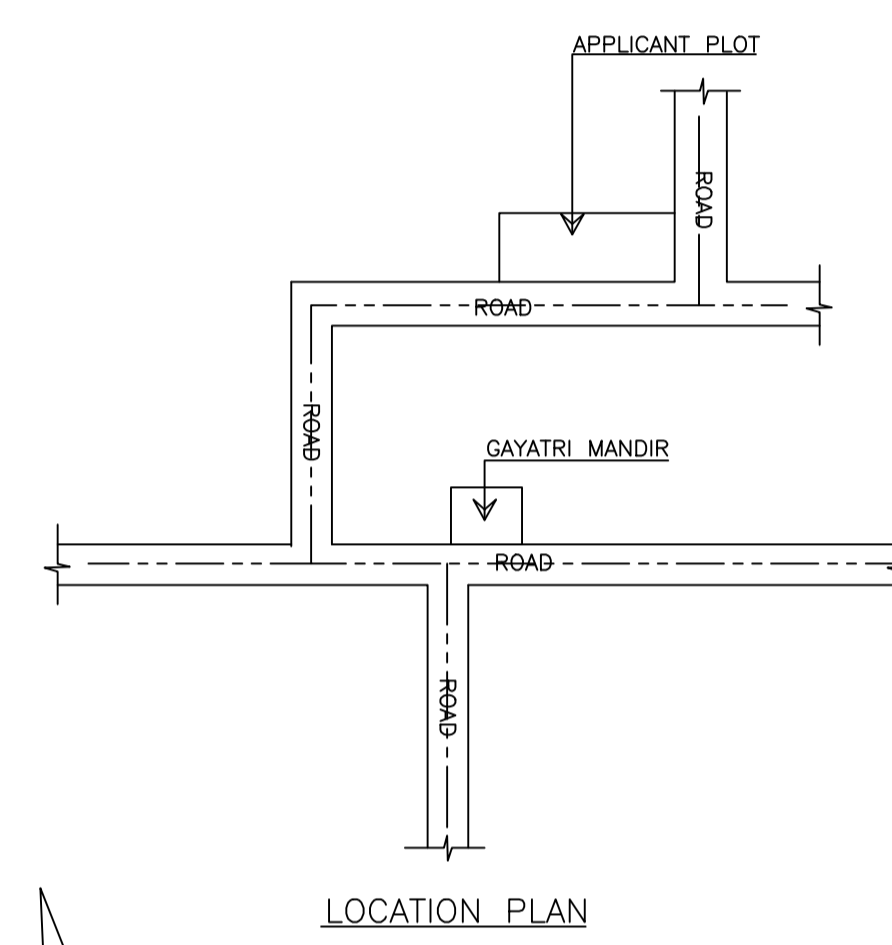 APPLICANT PLOT
ROAD
ROAD
ROAD
GAYATRI MANDIR
ROAD
ROAD
LOCATION PLAN